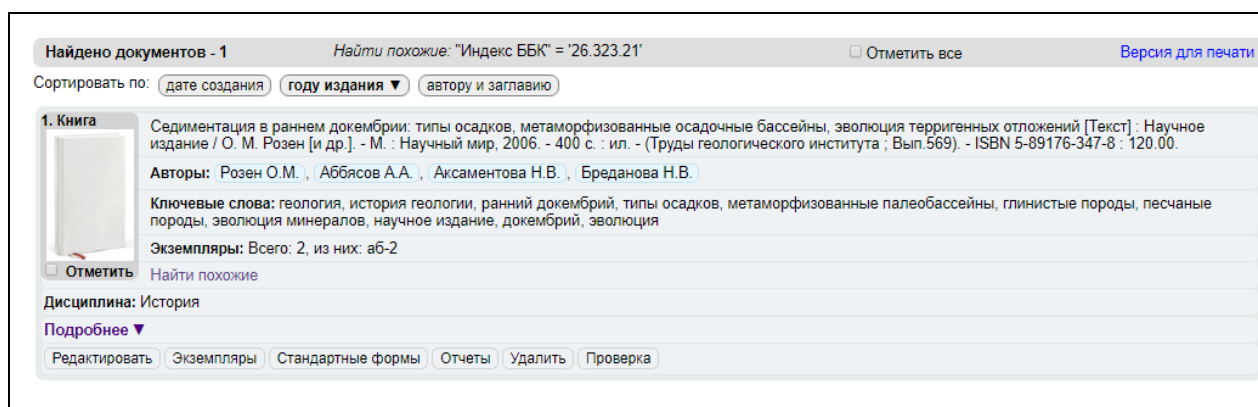 Найдено документов - 1 Найти похожие: "Индекс ББК" = '26.323.21' Отметить все Версия для печати
Сортировать по: дате создания году издания ▼ автору и заглавию
1. Книга
Седиментация в раннем докембрии: типы осадков, метаморфизованные осадочные бассейны, эволюция терригенных отложений [Текст] : Научное
издание / О. М. Розен [и др.]. - М. : Научный мир, 2006. - 400 с. : ил. - (Труды геологического института ; Вып.569). - ISBN 5-89176-347-8 : 120.00.
Авторы: Розен О.М. , Аббясов А.А. , Аксаментова Н.В. , Бреданова Н.В.
Ключевые слова: геология, история геологии, ранний докембрий, типы осадков, метаморфизованные палеобассейны, глинистые породы, песчаные
породы, эволюция минералов, научное издание, докембрий, эволюция
Экземпляры: Всего: 2, из них: аб-2
Отметить Найти похожие
Дисциплина: История
Подробнее ▼
Редактировать Экземпляры Стандартные формы Отчеты Удалить Проверка